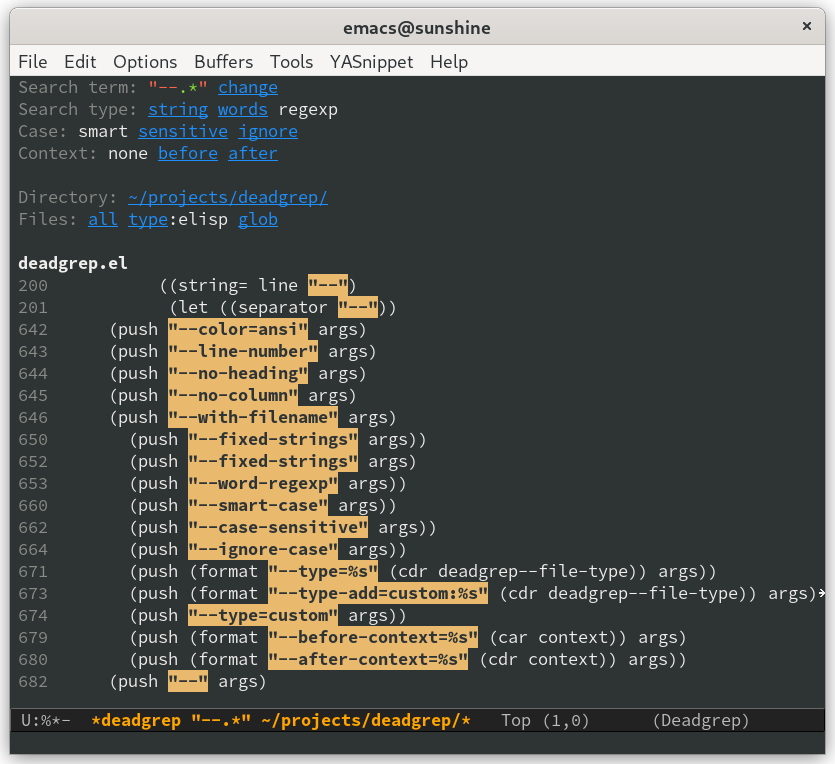 emacs@sunshine ×
File Edit Options Buffers Tools YASnippet Help
Search term: "--.*" change
Search type: string words regexp
Case: smart sensitive ignore
Context: none before after
Directory: ~/projects/deadgrep/
Files: all type:elisp glob
deadgrep.el
200           ((string= line "--")
201            (let ((separator "--"))
642      (push "--color=ansi" args)
643      (push "--line-number" args)
644      (push "--no-heading" args)
645      (push "--no-column" args)
646      (push "--with-filename" args)
650        (push "--fixed-strings" args))
652        (push "--fixed-strings" args)
653        (push "--word-regexp" args))
660        (push "--smart-case" args))
662        (push "--case-sensitive" args))
664        (push "--ignore-case" args))
671        (push (format "--type=%s" (cdr deadgrep--file-type)) args))
673        (push (format "--type-add=custom:%s" (cdr deadgrep--file-type)) args)→
674        (push "--type=custom" args))
679        (push (format "--before-context=%s" (car context)) args)
680        (push (format "--after-context=%s" (cdr context)) args))
682      (push "--" args)
U:%*-  *deadgrep "--.*" ~/projects/deadgrep/*   Top (1,0)      (Deadgrep)